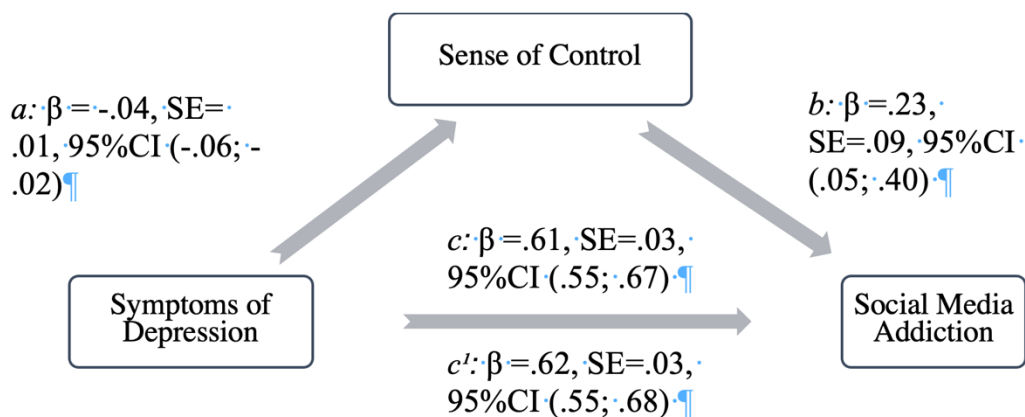 Sense of Control
a: β = -.04, SE=
.01, 95%CI (-.06; -
.02)¶
b: β =.23,
SE=.09, 95%CI
(.05; .40) ¶
c: β =.61, SE=.03,
95%CI (.55; .67)¶
Symptoms of
Depression
Social Media
Addiction
c¹: β =.62, SE=.03,
95%CI (.55; .68)¶